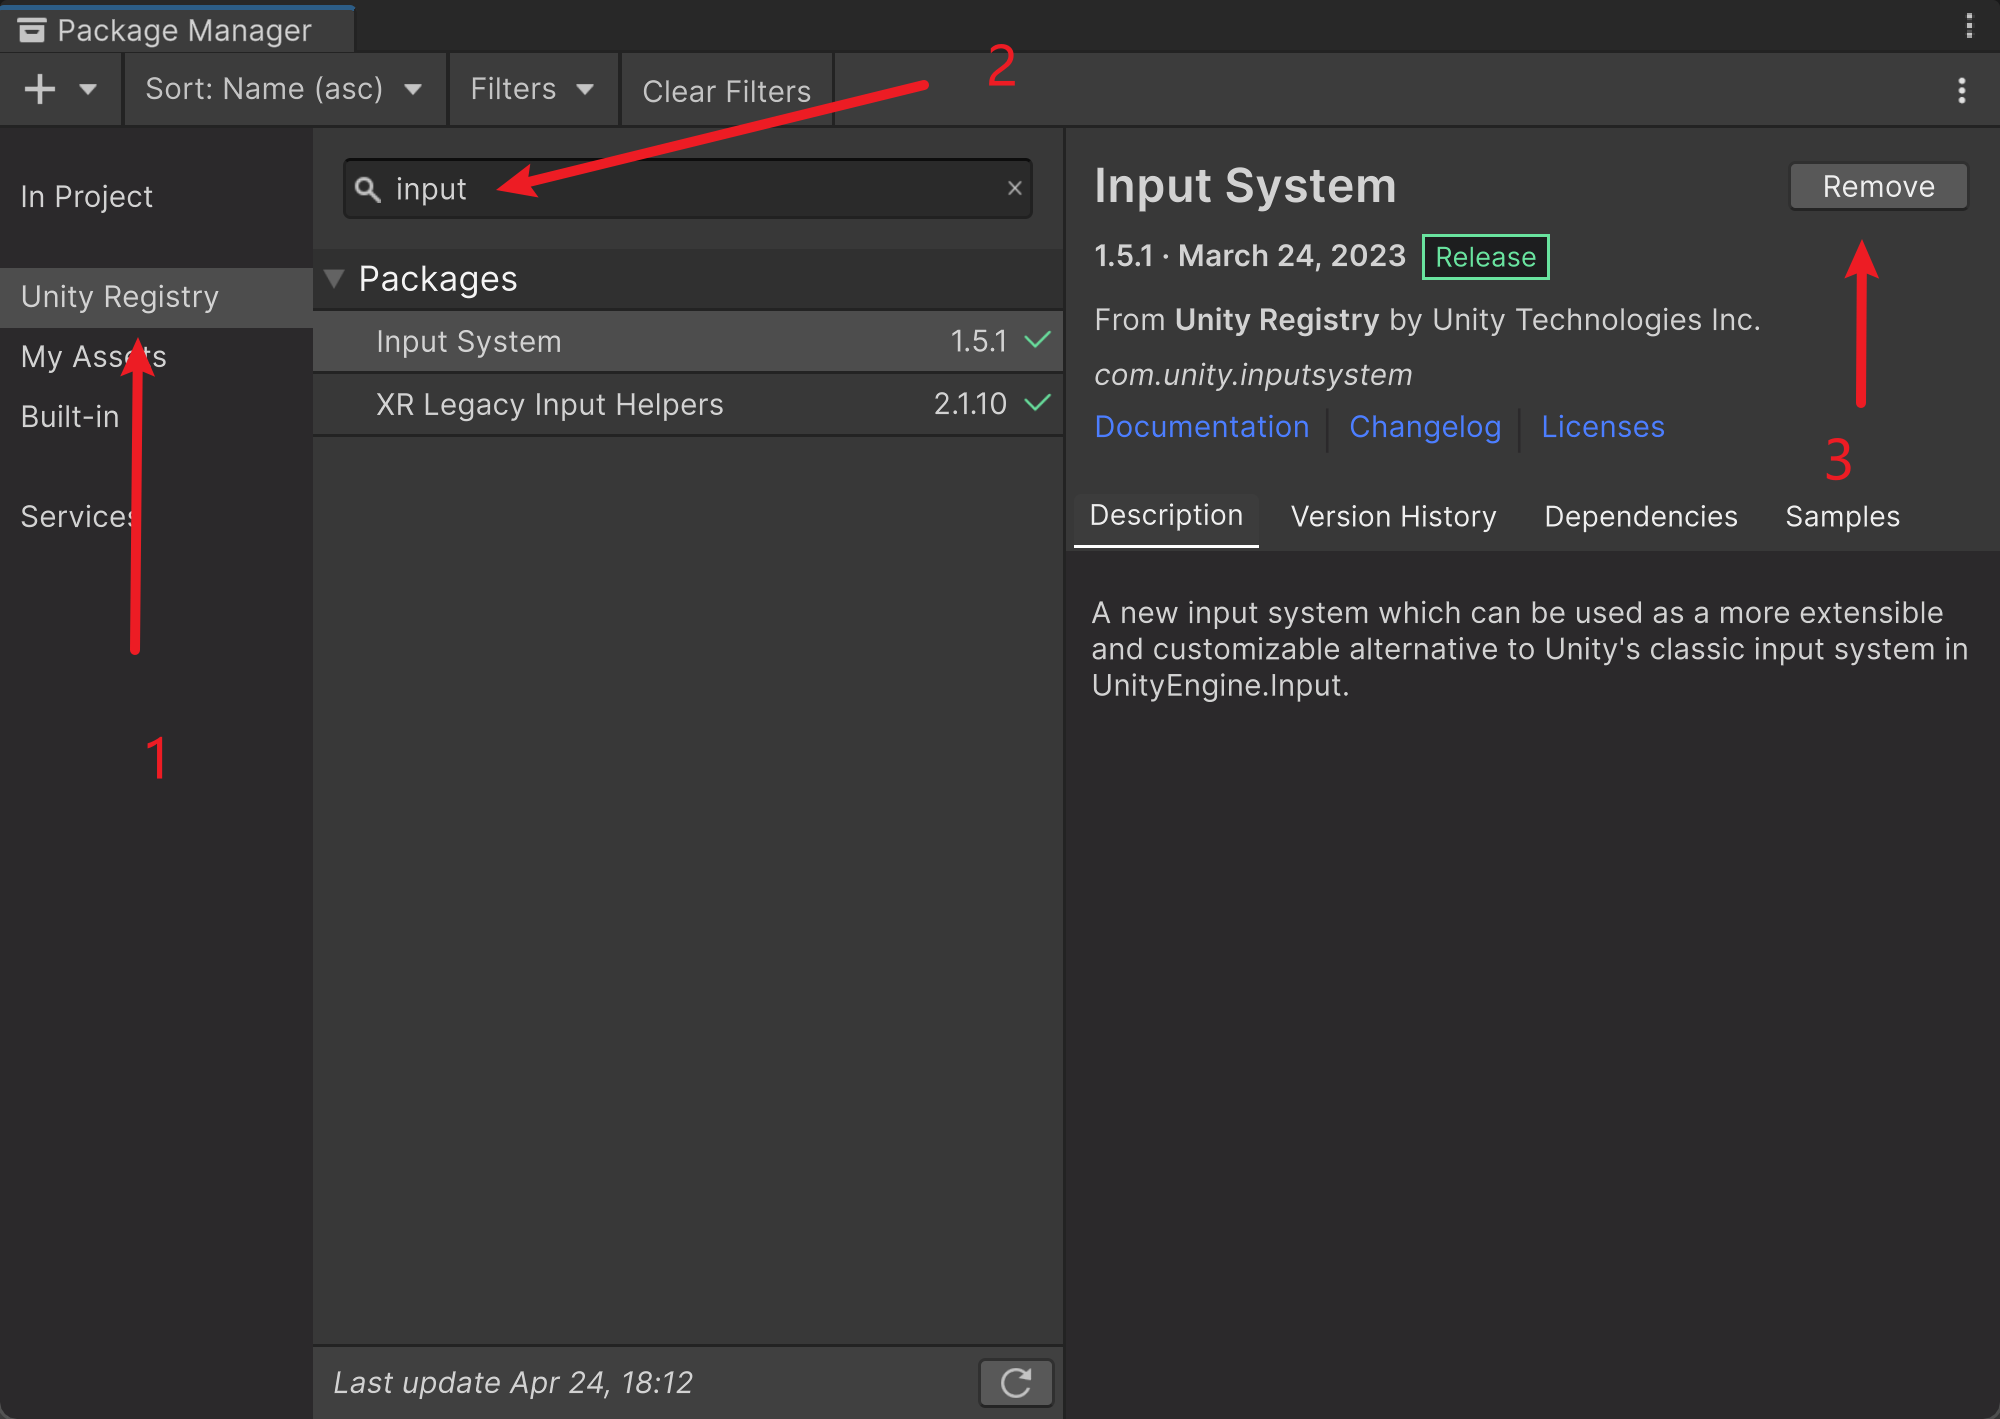 Package Manager
Sort: Name (asc)
Filters
Clear Filters
2
In Project
Unity Registry
My Assets
Built-in
Services
1
input
Packages
Input System 1.5.1
XR Legacy Input Helpers 2.1.10
Last update Apr 24, 18:12
Input System
Remove
1.5.1 · March 24, 2023 Release
From Unity Registry by Unity Technologies Inc.
com.unity.inputsystem
Documentation Changelog Licenses
3
Description Version History Dependencies Samples
A new input system which can be used as a more extensible
and customizable alternative to Unity's classic input system in
UnityEngine.Input.